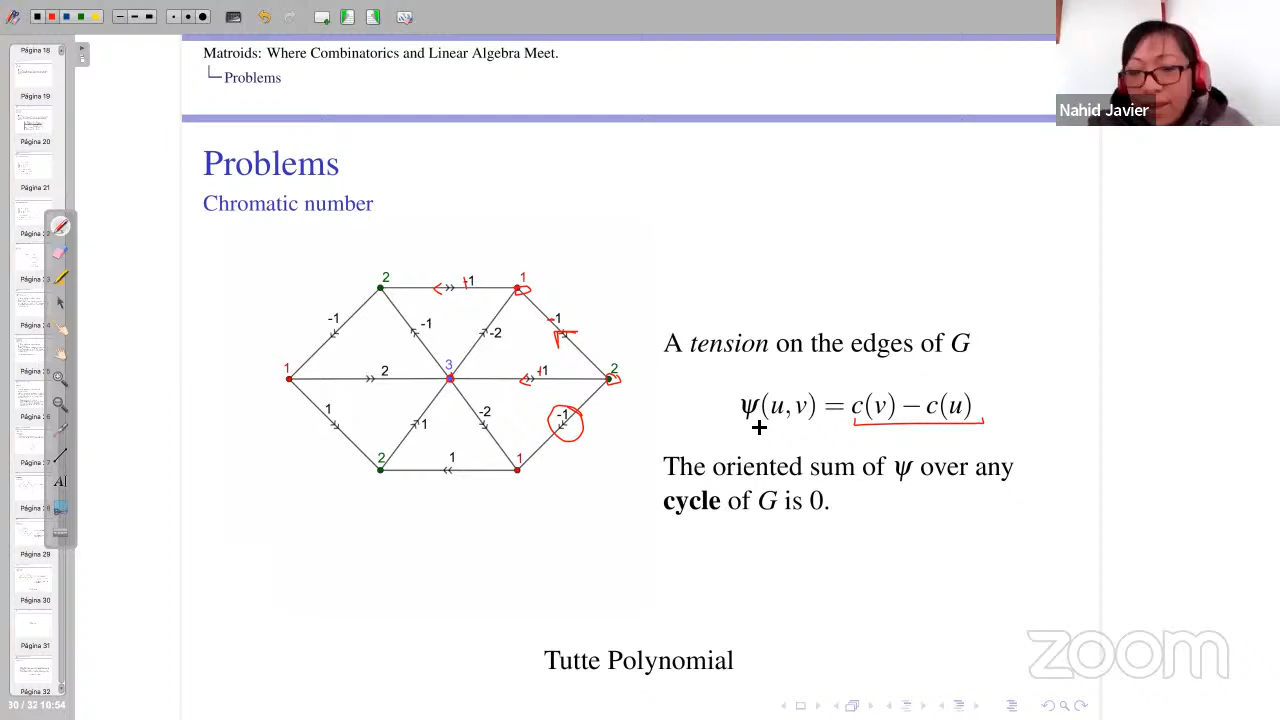 Matroids: Where Combinatorics and Linear Algebra Meet.
Problems
Nahid Javier
Problems
Chromatic number
2
+1
1
-1
-1
-2
-1
1
2
3
+1
2
1
1
-2
-1
2
1
1
A tension on the edges of G
ψ(u, v) = c(v) − c(u)
The oriented sum of ψ over any
cycle of G is 0.
Tutte Polynomial
zoom
Página 18
Página 19
Página 20
Página 21
Página 29
Página 30
Página 31
Página 32
30 / 32 10:54
A